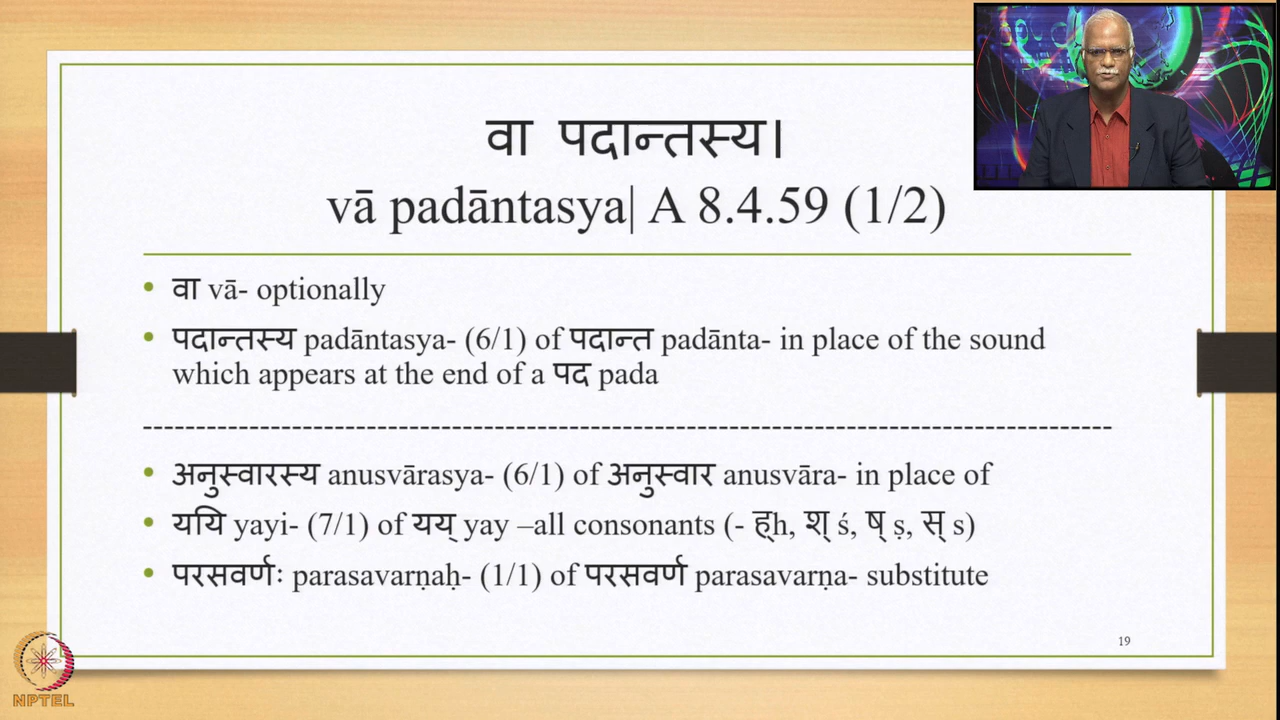 वा पदान्तस्य।
vā padāntasya| A 8.4.59 (1/2)
• वा vā- optionally
• पदान्तस्य padāntasya- (6/1) of पदान्त padānta- in place of the sound
which appears at the end of a पद pada
--------------------------------------------------------------------------------------------
• अनुस्वारस्य anusvārasya- (6/1) of अनुस्वार anusvāra- in place of
• ययि yayi- (7/1) of यय् yay –all consonants (- ह्h, श् ś, ष् ṣ, स् s)
• परसवर्णः parasavarṇaḥ- (1/1) of परसवर्ण parasavarṇa- substitute
19
NPTEL